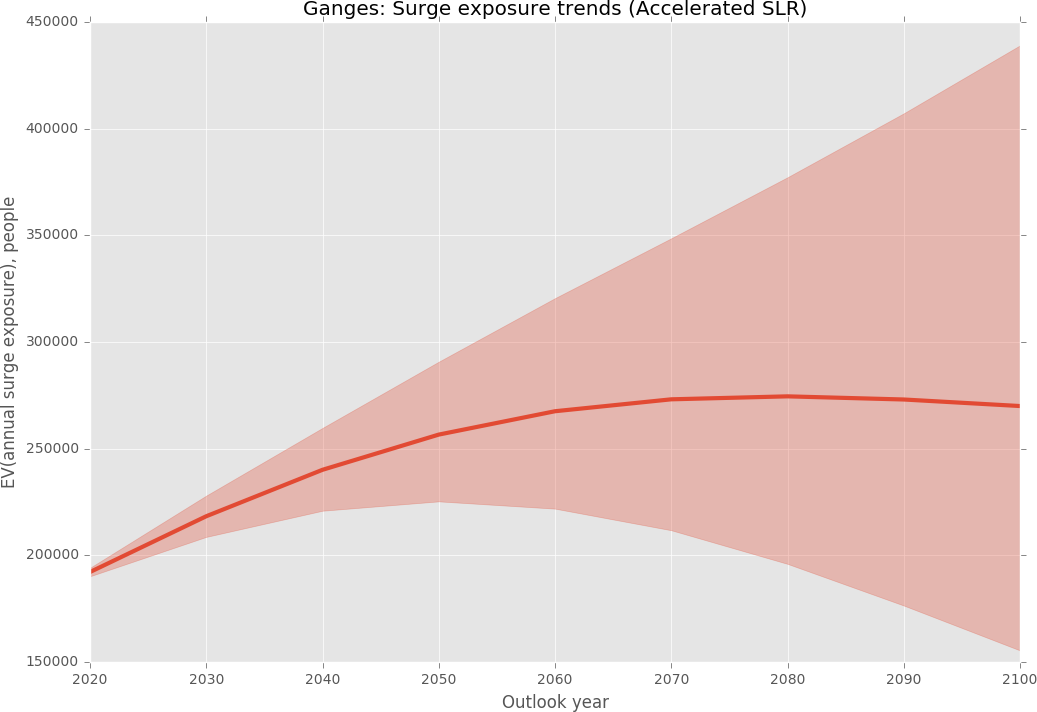 Ganges: Surge exposure trends (Accelerated SLR)
EV(annual surge exposure), people
450000
400000
350000
300000
250000
200000
150000
2020 2030 2040 2050 2060 2070 2080 2090 2100
Outlook year